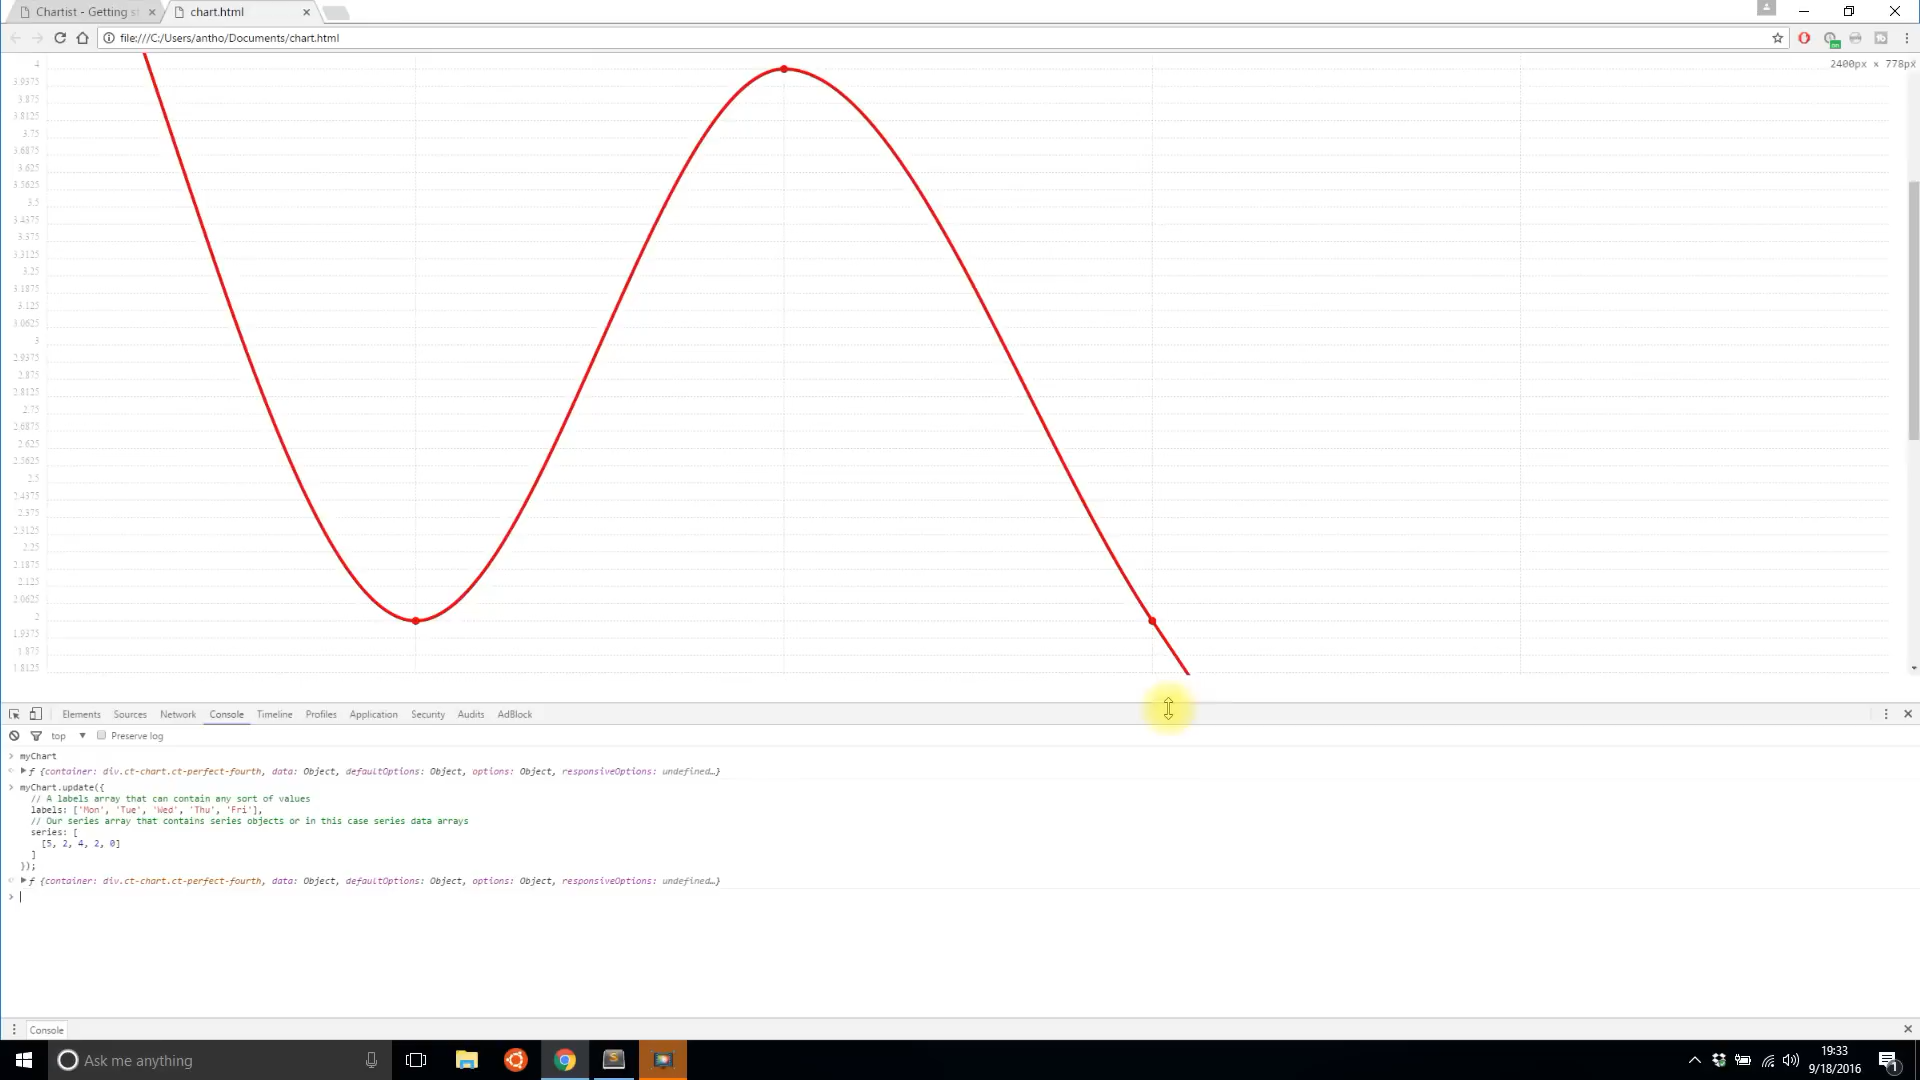 Chartist - Getting st
chart.html
file:///C:/Users/antho/Documents/chart.html
2400px x 778px
4
3.9375
3.875
3.8125
3.75
3.6875
3.625
3.5625
3.5
3.4375
3.375
3.3125
3.25
3.1875
3.125
3.0625
3
2.9375
2.875
2.8125
2.75
2.6875
2.625
2.5625
2.5
2.4375
2.375
2.3125
2.25
2.1875
2.125
2.0625
2
1.9375
1.875
1.8125
Elements Sources Network Console Timeline Profiles Application Security Audits AdBlock
top ▼ Preserve log
> myChart
ƒ {container: div.ct-chart.ct-perfect-fourth, data: Object, defaultOptions: Object, options: Object, responsiveOptions: undefined…}
> myChart.update({
// A labels array that can contain any sort of values
labels: ['Mon', 'Tue', 'Wed', 'Thu', 'Fri'],
// Our series array that contains series objects or in this case series data arrays
series: [
[5, 2, 4, 2, 0]
]
});
ƒ {container: div.ct-chart.ct-perfect-fourth, data: Object, defaultOptions: Object, options: Object, responsiveOptions: undefined…}
>
Console
Ask me anything
19:33
9/18/2016
1